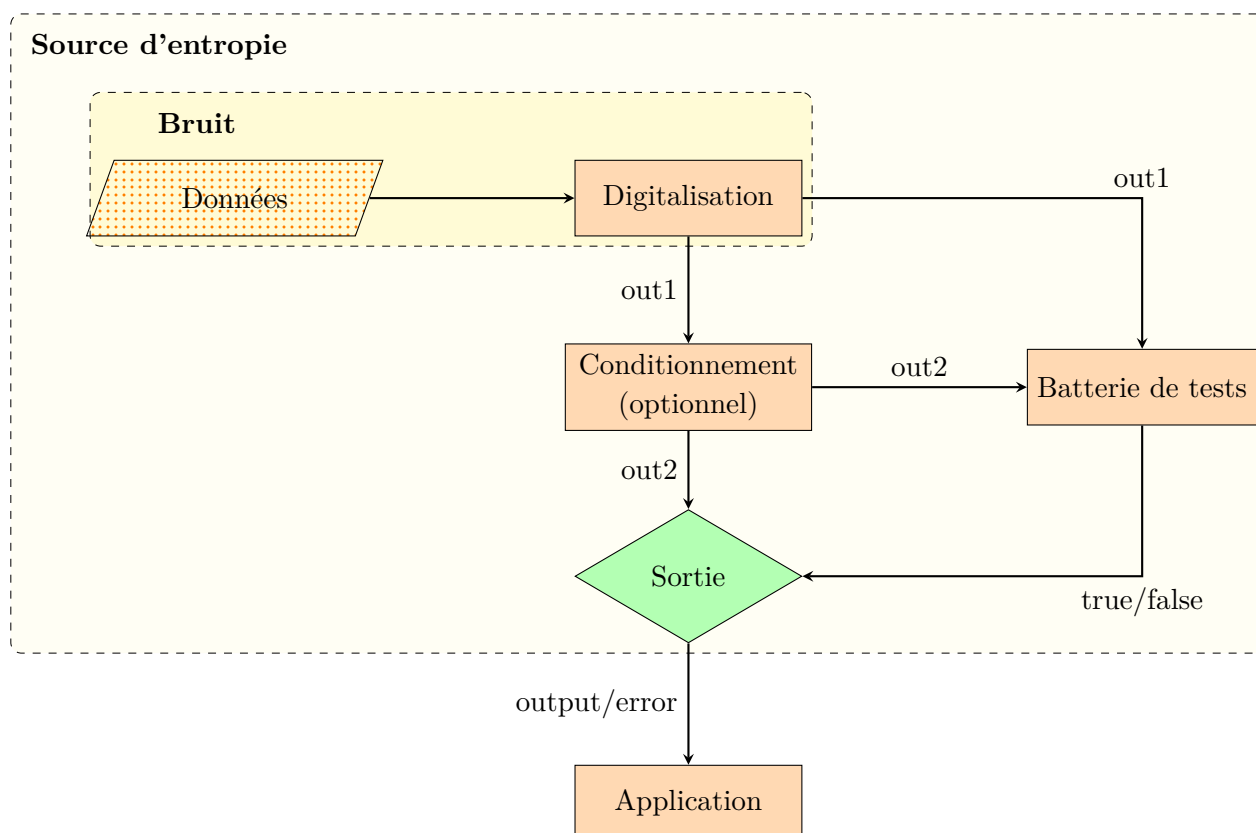 Source d'entropie
Bruit
Données
Digitalisation
out1
out1
Conditionnement
(optionnel)
out2
Batterie de tests
out2
Sortie
true/false
output/error
Application